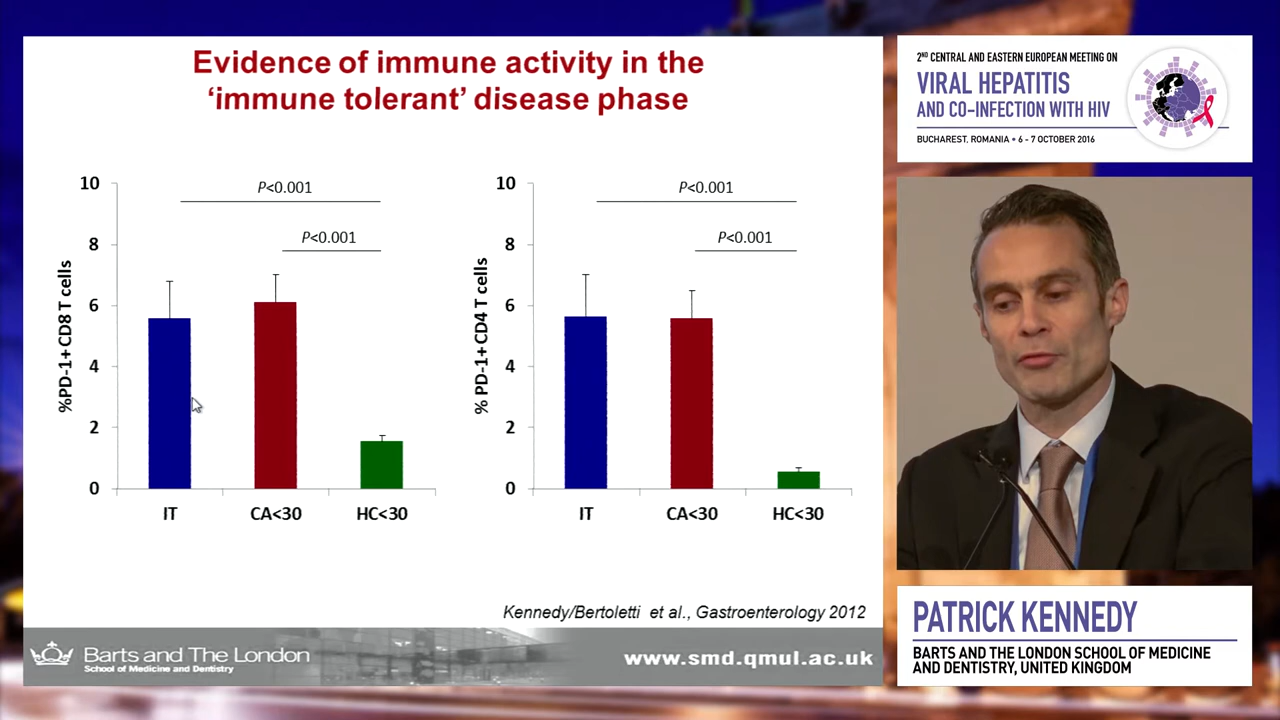 Evidence of immune activity in the
‘immune tolerant’ disease phase
10
8
6
4
2
0
%PD-1+CD8 T cells
P<0.001
P<0.001
IT
CA<30
HC<30
10
8
6
4
2
0
% PD-1+CD4 T cells
P<0.001
P<0.001
IT
CA<30
HC<30
Kennedy/Bertoletti et al., Gastroenterology 2012
Barts and The London
School of Medicine and Dentistry
www.smd.qmul.ac.uk
2ND CENTRAL AND EASTERN EUROPEAN MEETING ON
VIRAL HEPATITIS
AND CO-INFECTION WITH HIV
BUCHAREST, ROMANIA • 6 - 7 OCTOBER 2016
PATRICK KENNEDY
BARTS AND THE LONDON SCHOOL OF MEDICINE
AND DENTISTRY, UNITED KINGDOM